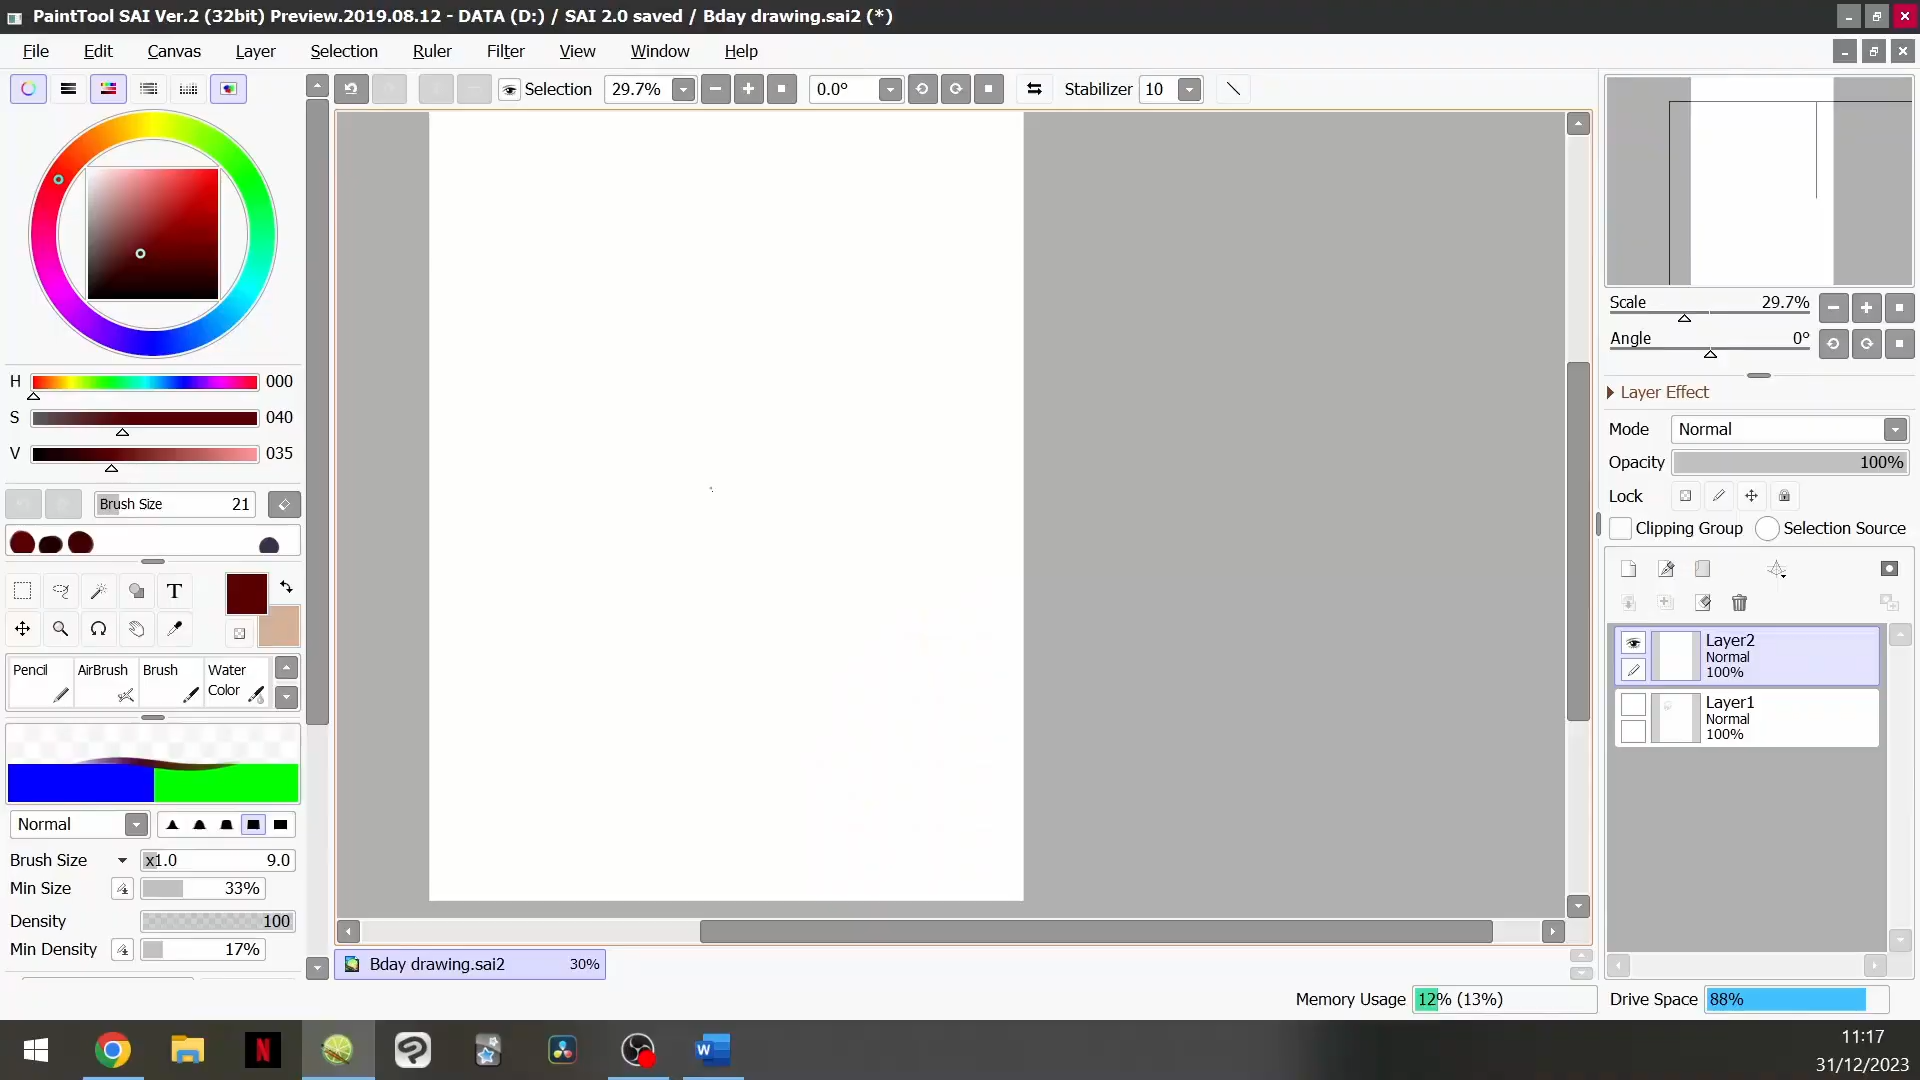 PaintTool SAI Ver.2 (32bit) Preview.2019.08.12 - DATA (D:) / SAI 2.0 saved / Bday drawing.sai2 (*)
File Edit Canvas Layer Selection Ruler Filter View Window Help
Selection 29.7% 0.0° Stabilizer 10
Scale 29.7%
Angle 0°
H 000
S 040
V 035
Layer Effect
Mode Normal
Opacity 100%
Lock
Clipping Group Selection Source
Brush Size 21
T
Pencil AirBrush Brush Water Color
Layer2
Normal
100%
Layer1
Normal
100%
Normal
Brush Size x1.0 9.0
Min Size 33%
Density 100
Min Density 17%
Bday drawing.sai2 30%
Memory Usage 12% (13%) Drive Space 88%
N
W
11:17
31/12/2023